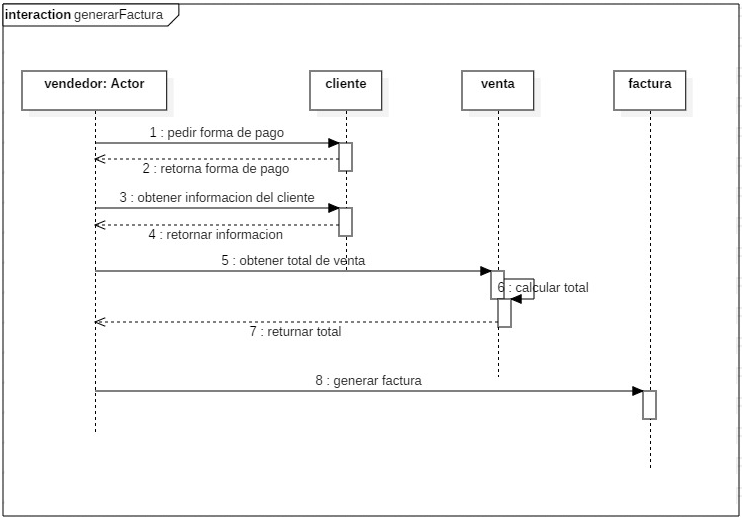 interaction generarFactura
vendedor: Actor
cliente
venta
factura
1 : pedir forma de pago
2 : retorna forma de pago
3 : obtener informacion del cliente
4 : retornar informacion
5 : obtener total de venta
6 : calcular total
7 : returnar total
8 : generar factura